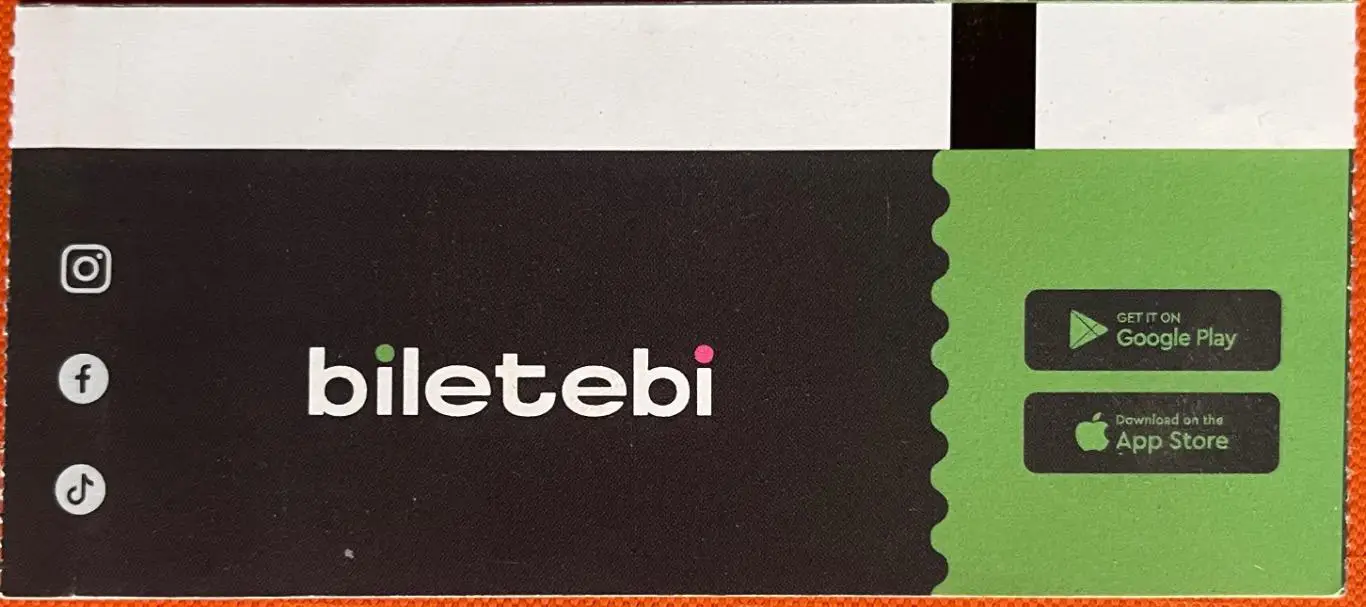 biletebi
GET IT ON
Google Play
Download on the
App Store